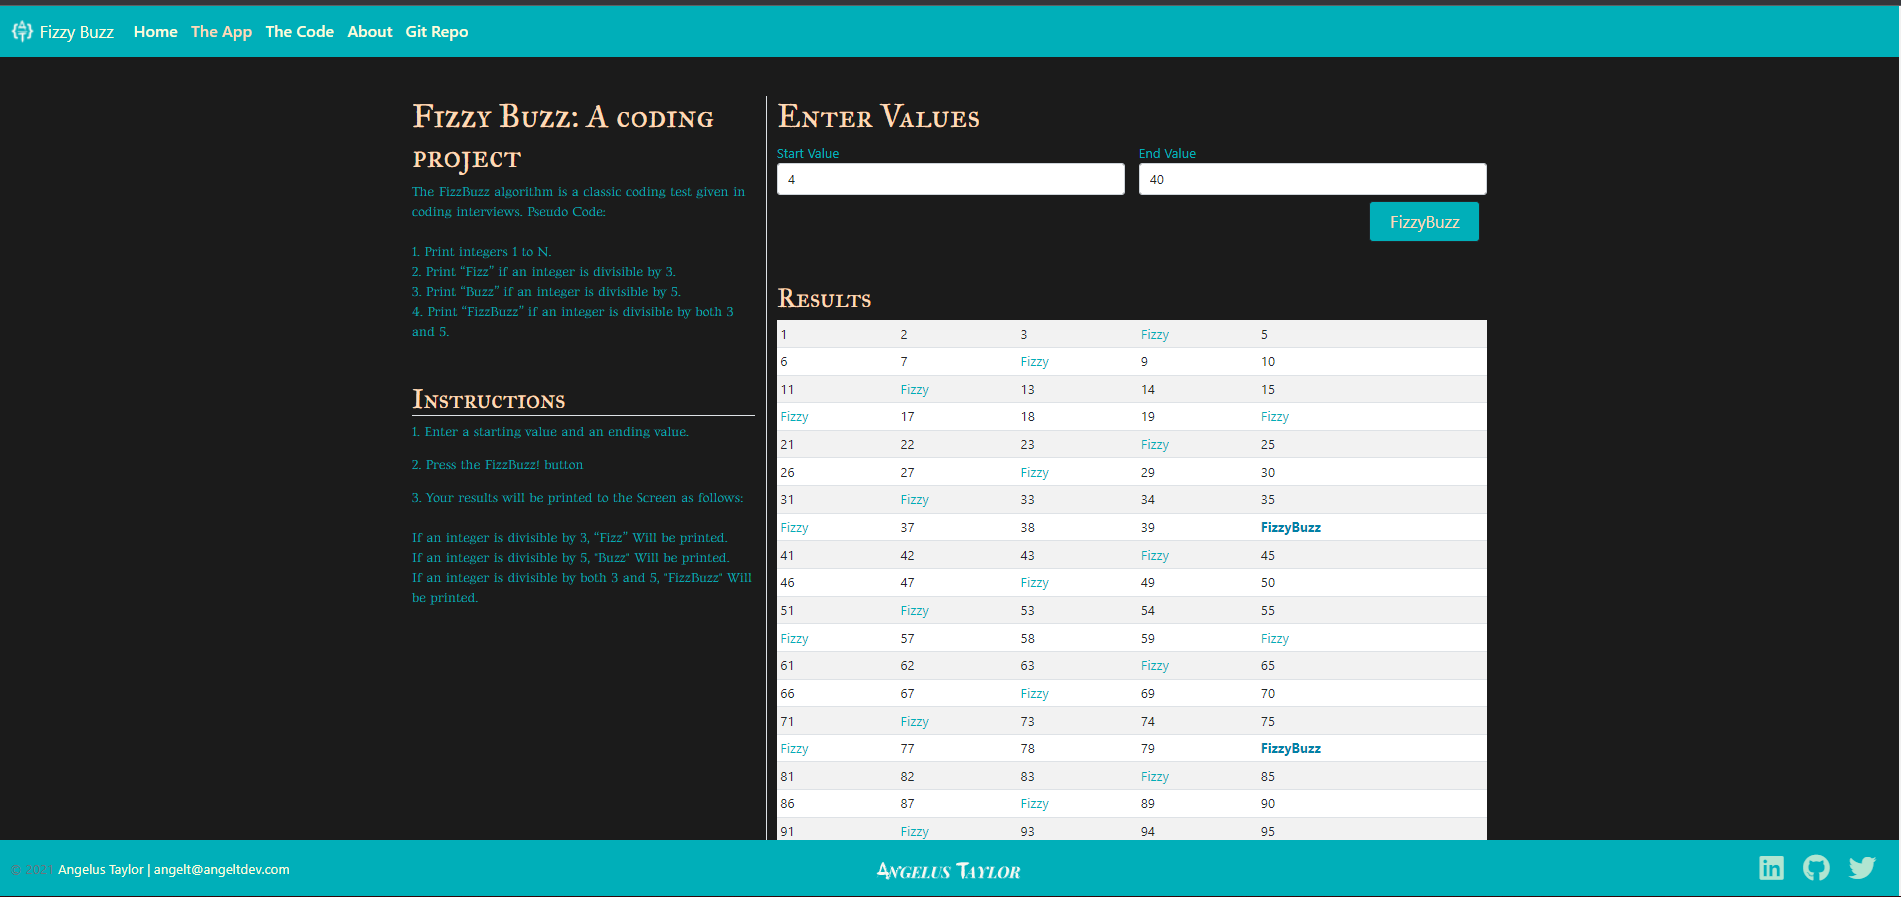 Fizzy Buzz Home The App The Code About Git Repo
Fizzy Buzz: A coding
project
The FizzBuzz algorithm is a classic coding test given in
coding interviews. Pseudo Code:
1. Print integers 1 to N.
2. Print “Fizz” if an integer is divisible by 3.
3. Print “Buzz” if an integer is divisible by 5.
4. Print “FizzBuzz” if an integer is divisible by both 3
and 5.
Instructions
1. Enter a starting value and an ending value.
2. Press the FizzBuzz! button
3. Your results will be printed to the Screen as follows:
If an integer is divisible by 3, “Fizz” Will be printed.
If an integer is divisible by 5, "Buzz" Will be printed.
If an integer is divisible by both 3 and 5, "FizzBuzz" Will
be printed.
Enter Values
Start Value End Value
4 40
FizzyBuzz
Results
1 2 3 Fizzy 5
6 7 Fizzy 9 10
11 Fizzy 13 14 15
Fizzy 17 18 19 Fizzy
21 22 23 Fizzy 25
26 27 Fizzy 29 30
31 Fizzy 33 34 35
Fizzy 37 38 39 FizzyBuzz
41 42 43 Fizzy 45
46 47 Fizzy 49 50
51 Fizzy 53 54 55
Fizzy 57 58 59 Fizzy
61 62 63 Fizzy 65
66 67 Fizzy 69 70
71 Fizzy 73 74 75
Fizzy 77 78 79 FizzyBuzz
81 82 83 Fizzy 85
86 87 Fizzy 89 90
91 Fizzy 93 94 95
© 2021 Angelus Taylor | angelt@angeltdev.com
Angelus Taylor
in